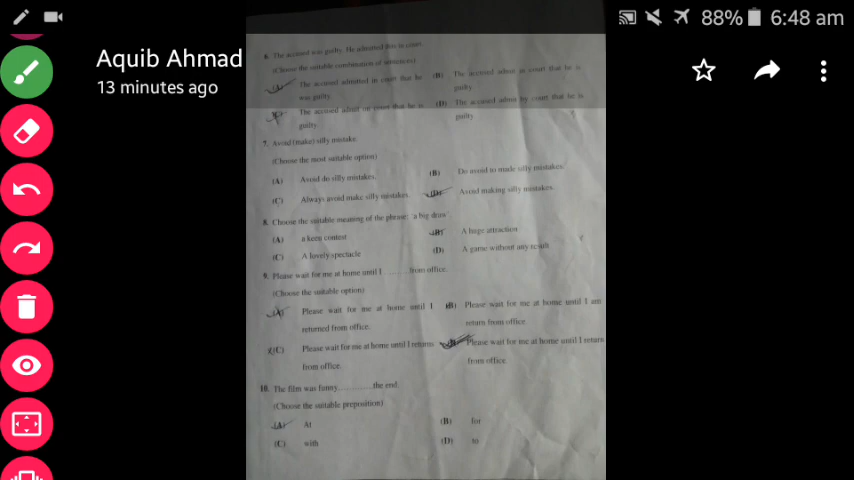 88% 6:48 am
Aquib Ahmad
13 minutes ago
6. The accused was guilty. He admitted this in court.
(Choose the suitable combination of sentences)
(A) The accused admitted in court that he was guilty.
(B) The accused admit in court that he is guilty.
The accused admit on court that he is guilty.
(D) The accused admit by court that he is guilty.
7. Avoid (make) silly mistake.
(Choose the most suitable option)
(A) Avoid do silly mistakes.
(B) Do avoid to made silly mistakes.
(C) Always avoid make silly mistakes.
(D) Avoid making silly mistakes.
8. Choose the suitable meaning of the phrase: 'a big draw'
(A) a keen contest
(B) A huge attraction
(C) A lovely spectacle
(D) A game without any result
9. Please wait for me at home until I ........from office.
(Choose the suitable option)
(A) Please wait for me at home until I returned from office.
(B) Please wait for me at home until I am return from office.
(C) Please wait for me at home until I returns from office.
Please wait for me at home until I return from office
10. The film was funny............the end.
(Choose the suitable preposition)
(A) At
(B) for
(C) with
(D) to